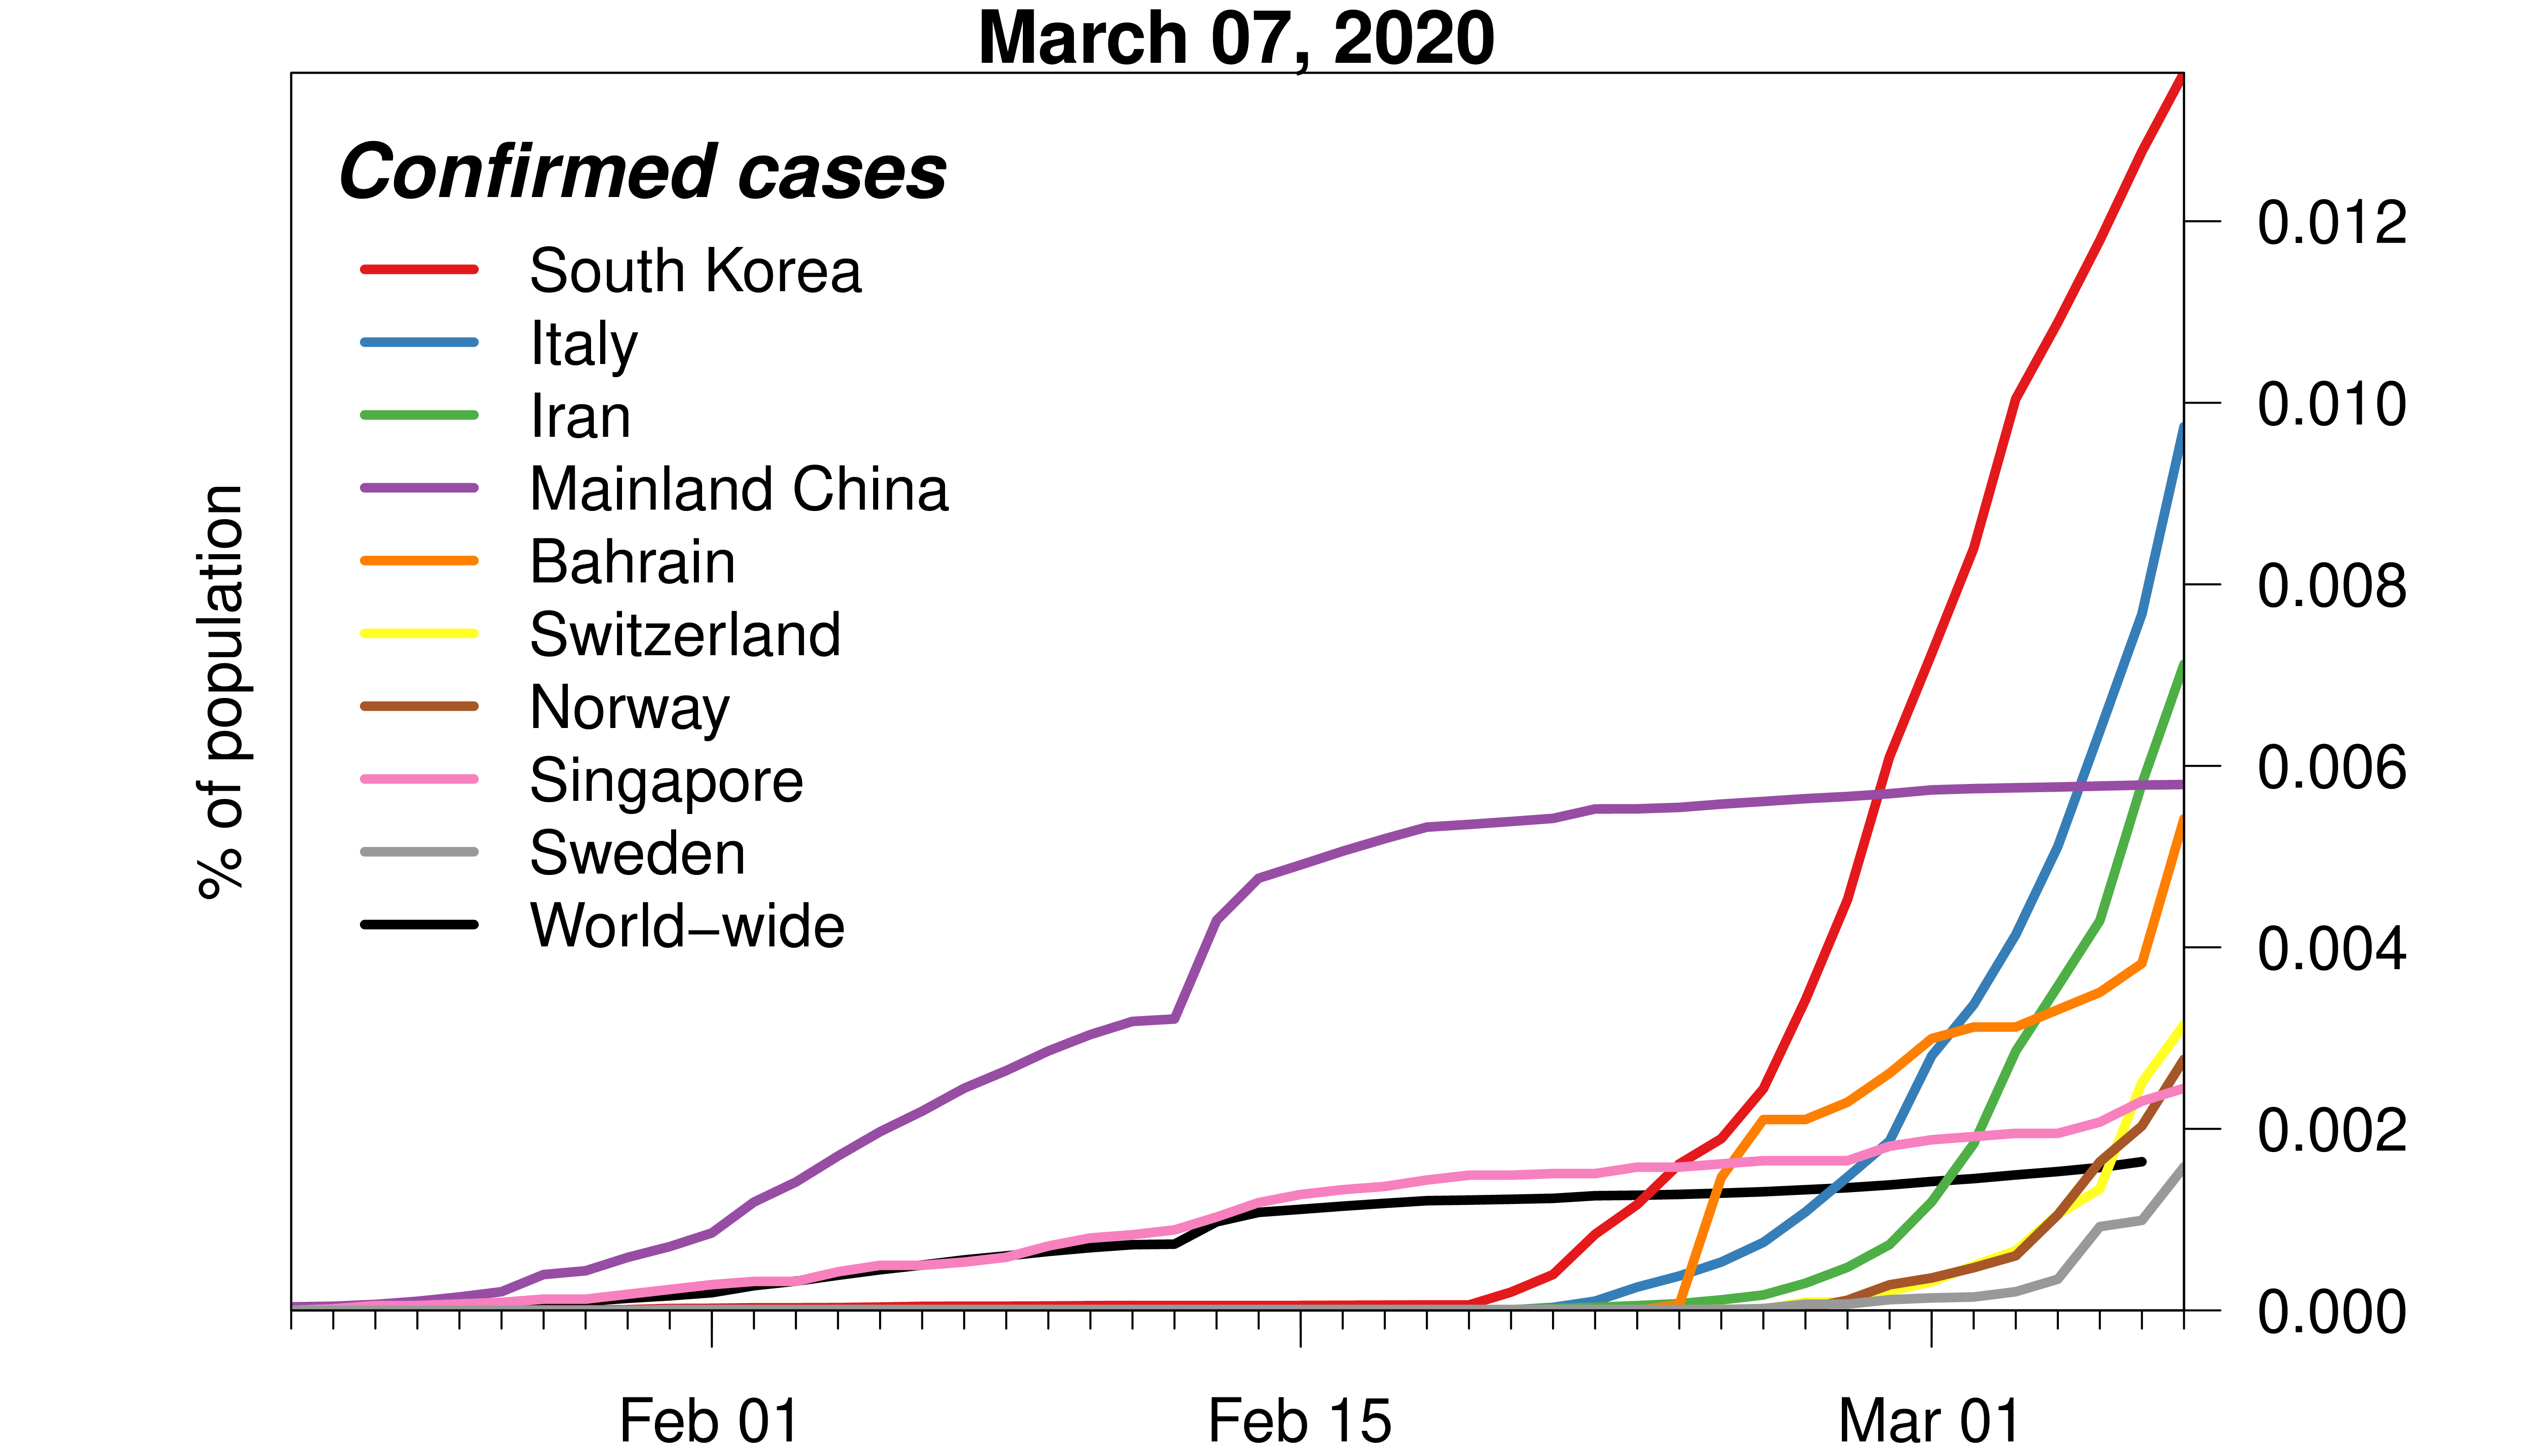 March 07, 2020
Confirmed cases
South Korea
Italy
Iran
Mainland China
Bahrain
Switzerland
Norway
Singapore
Sweden
World−wide
% of population
0.012
0.010
0.008
0.006
0.004
0.002
0.000
Feb 01
Feb 15
Mar 01